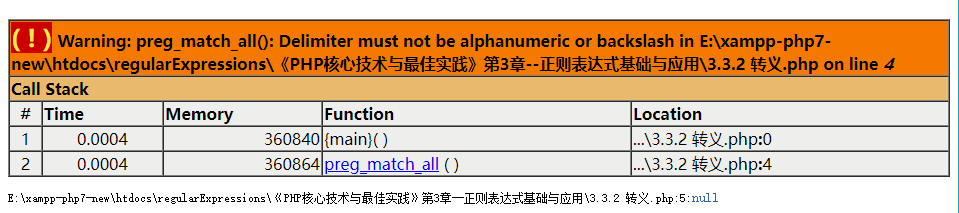 ( ! ) Warning: preg_match_all(): Delimiter must not be alphanumeric or backslash in E:\xampp-php7-
new\htdocs\regularExpressions\《PHP核心技术与最佳实践》第3章--正则表达式基础与应用\3.3.2 转义.php on line 4
Call Stack
# Time Memory Function Location
1 0.0004 360840 {main}( ) ...\3.3.2 转义.php:0
2 0.0004 360864 preg_match_all ( ) ...\3.3.2 转义.php:4
E:\xampp-php7-new\htdocs\regularExpressions\《PHP核心技术与最佳实践》第3章--正则表达式基础与应用\3.3.2 转义.php:5:null